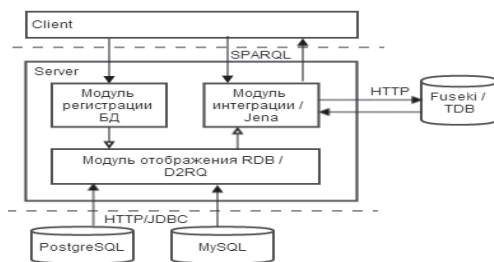 Client
SPARQL
Server
Модуль
регистрации
БД
Модуль
интеграции /
Jena
HTTP
Fuseki /
TDB
Модуль отображения RDB /
D2RQ
HTTP/JDBC
PostgreSQL
MySQL